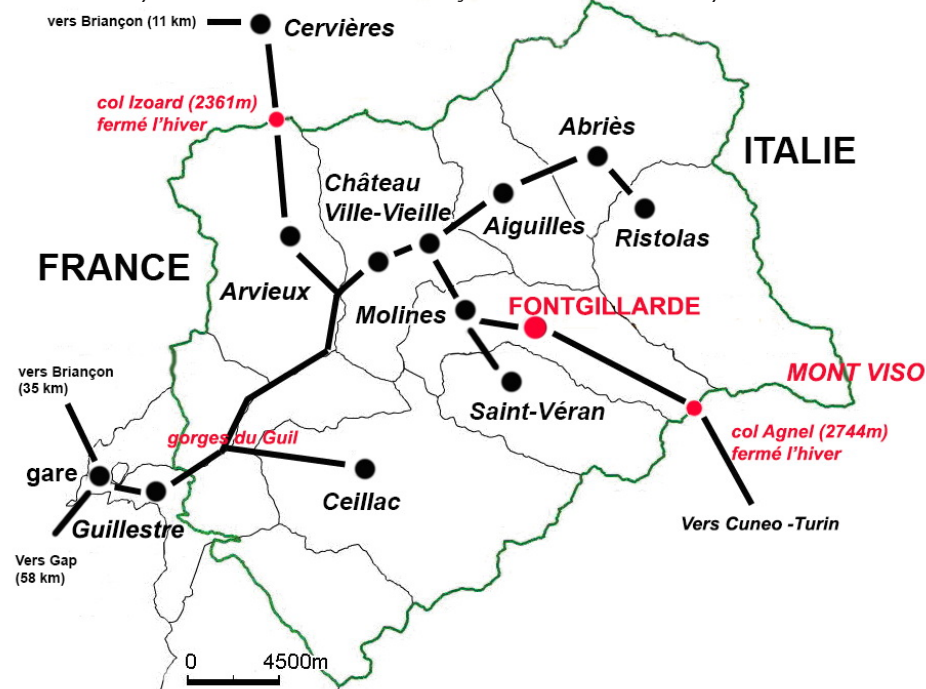 vers Briançon (11 km)
Cervières
col Izoard (2361m)
fermé l'hiver
Abriès
ITALIE
Château
Ville-Vieille
Aiguilles
Ristolas
FRANCE
Arvieux
Molines
FONTGILLARDE
vers Briançon
(35 km)
MONT VISO
Saint-Véran
gorges du Guil
col Agnel (2744m)
fermé l'hiver
gare
Ceillac
Guillestre
Vers Cuneo -Turin
Vers Gap
(58 km)
0 4500m